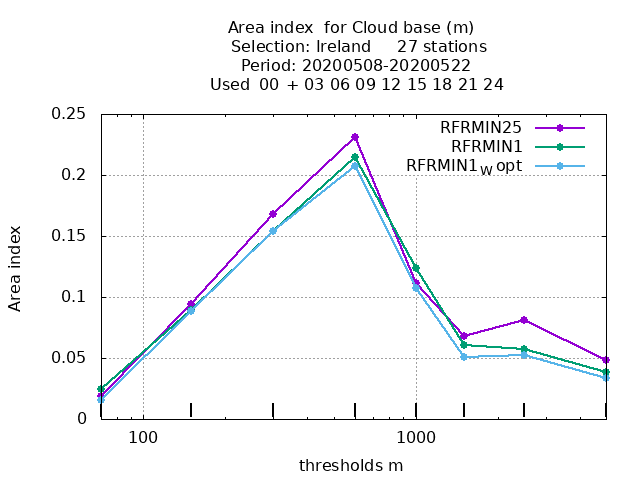 Area index  for Cloud base (m)
Selection: Ireland     27 stations
Period: 20200508-20200522
Used  00 + 03 06 09 12 15 18 21 24
RFRMIN25
RFRMIN1
RFRMIN1_W opt
0.25
0.2
0.15
0.1
0.05
0
Area index
100
1000
thresholds m